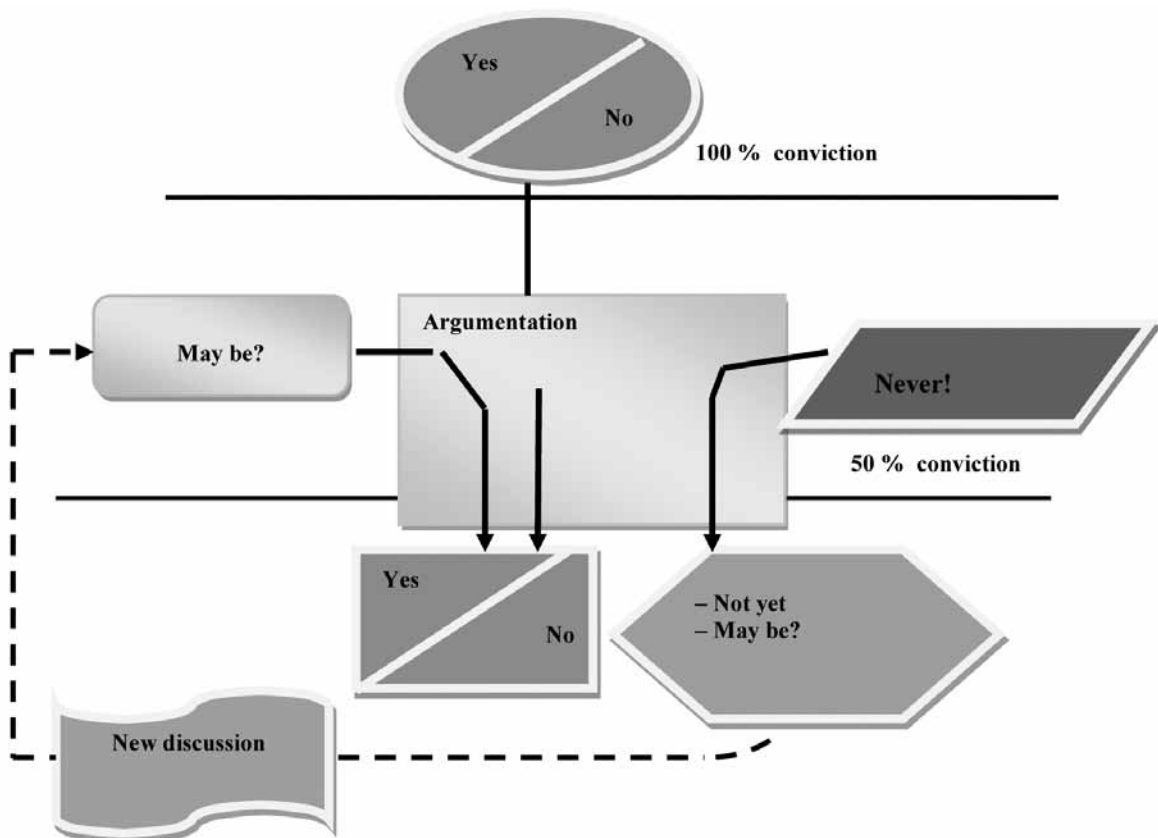 Yes
No
100 % conviction
Argumentation
May be?
Never!
50 % conviction
Yes
No
– Not yet
– May be?
New discussion